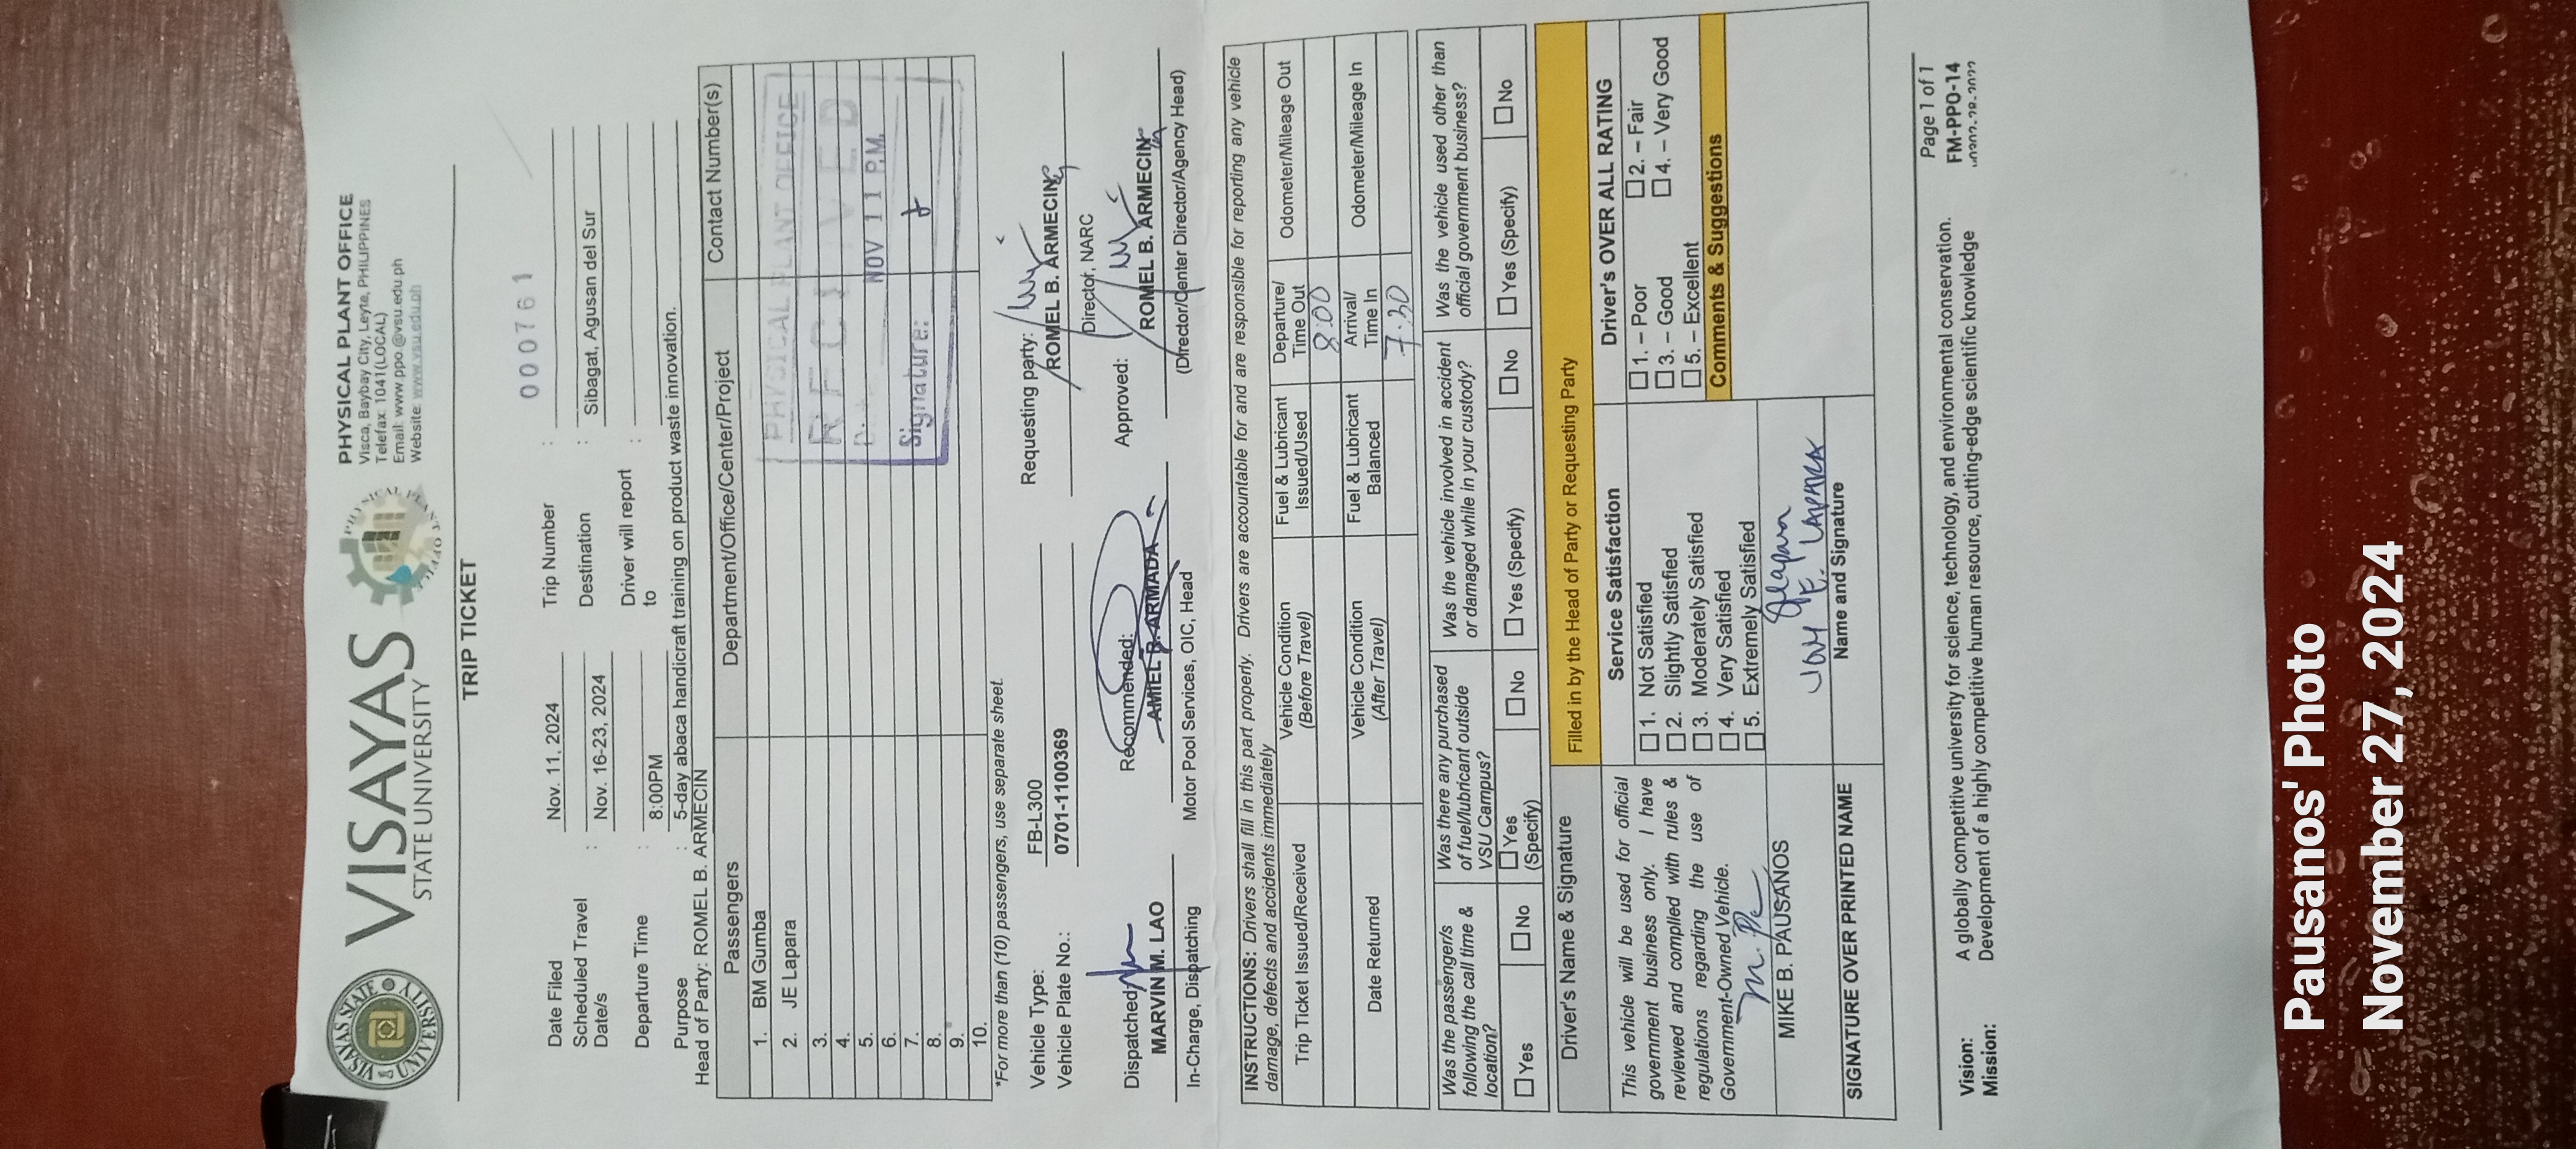 VISAYAS
STATE UNIVERSITY
PHYSICAL PLANT OFFICE
Visca, Baybay City, Leyte, PHILIPPINES
Telefax: 1041(LOCAL)
Email: www.ppo.@vsu.edu.ph
Website: www.vsu.edu.ph
TRIP TICKET
000761
Date Filed Nov. 11, 2024 Trip Number :
Scheduled Travel Date/s : Nov. 16-23, 2024 Destination : Sibagat, Agusan del Sur
Departure Time : 8:00PM Driver will report to :
Purpose : 5-day abaca handicraft training on product waste innovation.
Head of Party: ROMEL B. ARMECIN
Passengers Department/Office/Center/Project Contact Number(s)
1. BM Gumba
2. JE Lapara
3.
4.
5.
6.
7.
8.
9.
10.
PHYSICAL PLANT OFFICE
RECEIVED
NOV 11 P.M.
Signature:
*For more than (10) passengers, use separate sheet.
Vehicle Type: FB-L300
Vehicle Plate No.: 0701-1100369
Requesting party:
ROMEL B. ARMECIN
Director, NARC
Dispatched
MARVIN M. LAO
In-Charge, Dispatching
Recommended:
AMIEL B. ARMADA
Motor Pool Services, OIC, Head
Approved:
ROMEL B. ARMECIN
(Director/Center Director/Agency Head)
INSTRUCTIONS: Drivers shall fill in this part properly. Drivers are accountable for and are responsible for reporting any vehicle
damage, defects and accidents immediately
Trip Ticket Issued/Received Vehicle Condition (Before Travel) Fuel & Lubricant Issued/Used Departure/ Time Out Odometer/Mileage Out
8:00
Date Returned Vehicle Condition (After Travel) Fuel & Lubricant Balanced Arrival/ Time In Odometer/Mileage In
7:30
Was the passenger/s following the call time & location?
Was there any purchased of fuel/lubricant outside VSU Campus?
Was the vehicle involved in accident or damaged while in your custody?
Was the vehicle used other than official government business?
Yes No Yes (Specify) No Yes (Specify) No Yes (Specify) No
Driver's Name & Signature Filled in by the Head of Party or Requesting Party
This vehicle will be used for official
government business only. I have
reviewed and complied with rules &
regulations regarding the use of
Government-Owned Vehicle.
MIKE B. PAUSANOS
SIGNATURE OVER PRINTED NAME
Service Satisfaction
1. Not Satisfied
2. Slightly Satisfied
3. Moderately Satisfied
4. Very Satisfied
5. Extremely Satisfied
JOVY E. LAPARA
Name and Signature
Driver's OVER ALL RATING
1. – Poor 2. – Fair
3. – Good 4. – Very Good
5. – Excellent
Comments & Suggestions
Vision: A globally competitive university for science, technology, and environmental conservation.
Mission: Development of a highly competitive human resource, cutting-edge scientific knowledge
Page 1 of 1
FM-PPO-14
Pausanos' Photo
November 27, 2024